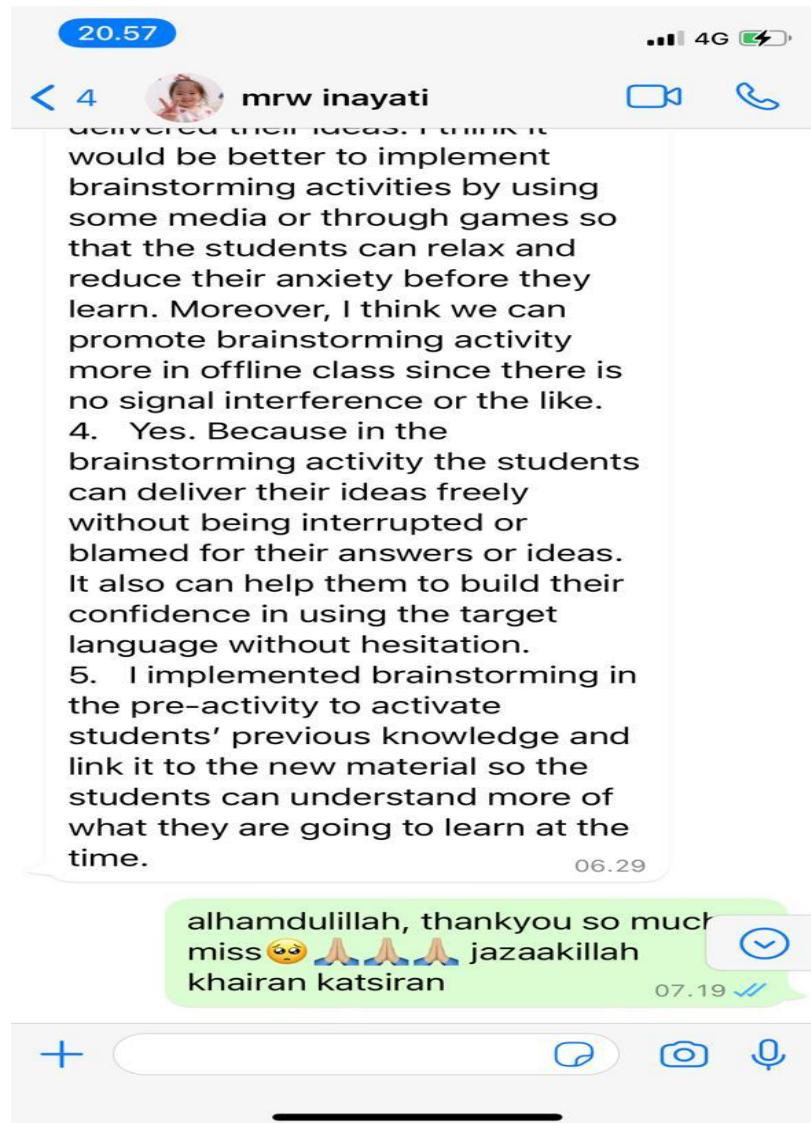 20.57
4G
4 mrw inayati
delivered their ideas. I think it
would be better to implement
brainstorming activities by using
some media or through games so
that the students can relax and
reduce their anxiety before they
learn. Moreover, I think we can
promote brainstorming activity
more in offline class since there is
no signal interference or the like.
4. Yes. Because in the
brainstorming activity the students
can deliver their ideas freely
without being interrupted or
blamed for their answers or ideas.
It also can help them to build their
confidence in using the target
language without hesitation.
5. I implemented brainstorming in
the pre-activity to activate
students’ previous knowledge and
link it to the new material so the
students can understand more of
what they are going to learn at the
time.
06.29
alhamdulillah, thankyou so much
miss🥺🙏🏼🙏🏼🙏🏼 jazaakillah
khairan katsiran
07.19